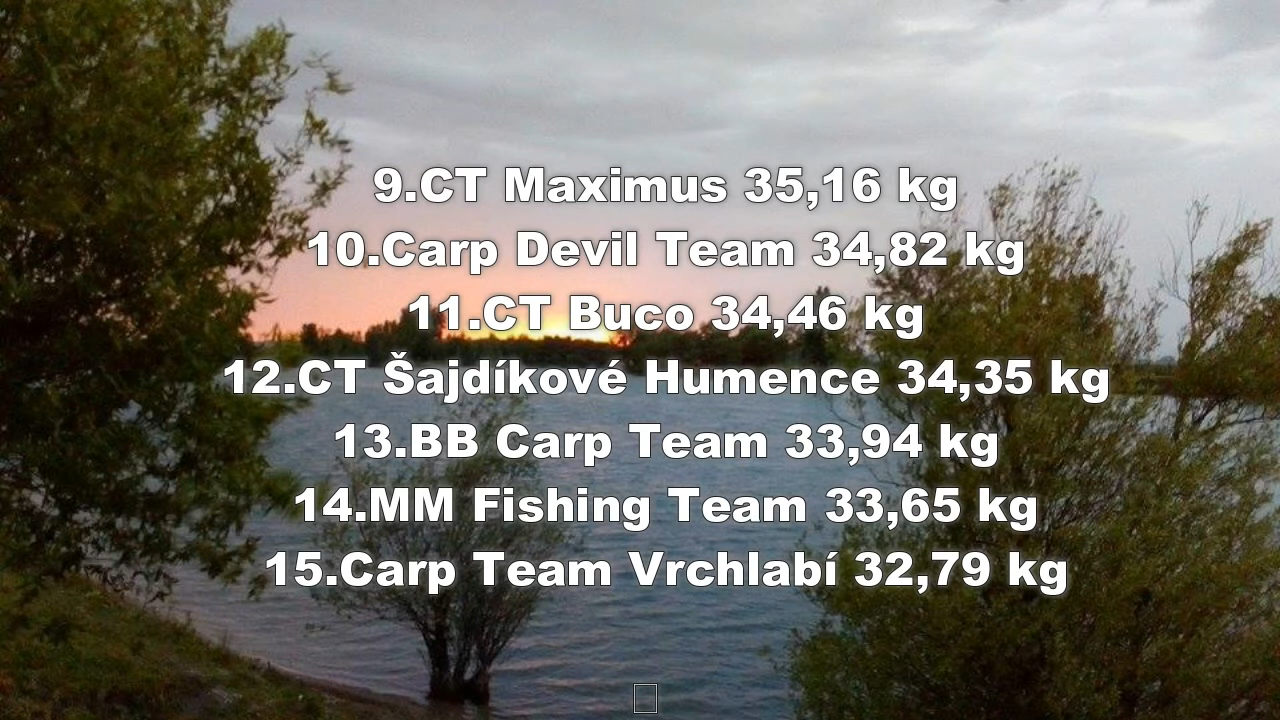 9.CT Maximus 35,16 kg
10.Carp Devil Team 34,82 kg
11.CT Buco 34,46 kg
12.CT Šajdíkové Humence 34,35 kg
13.BB Carp Team 33,94 kg
14.MM Fishing Team 33,65 kg
15.Carp Team Vrchlabí 32,79 kg